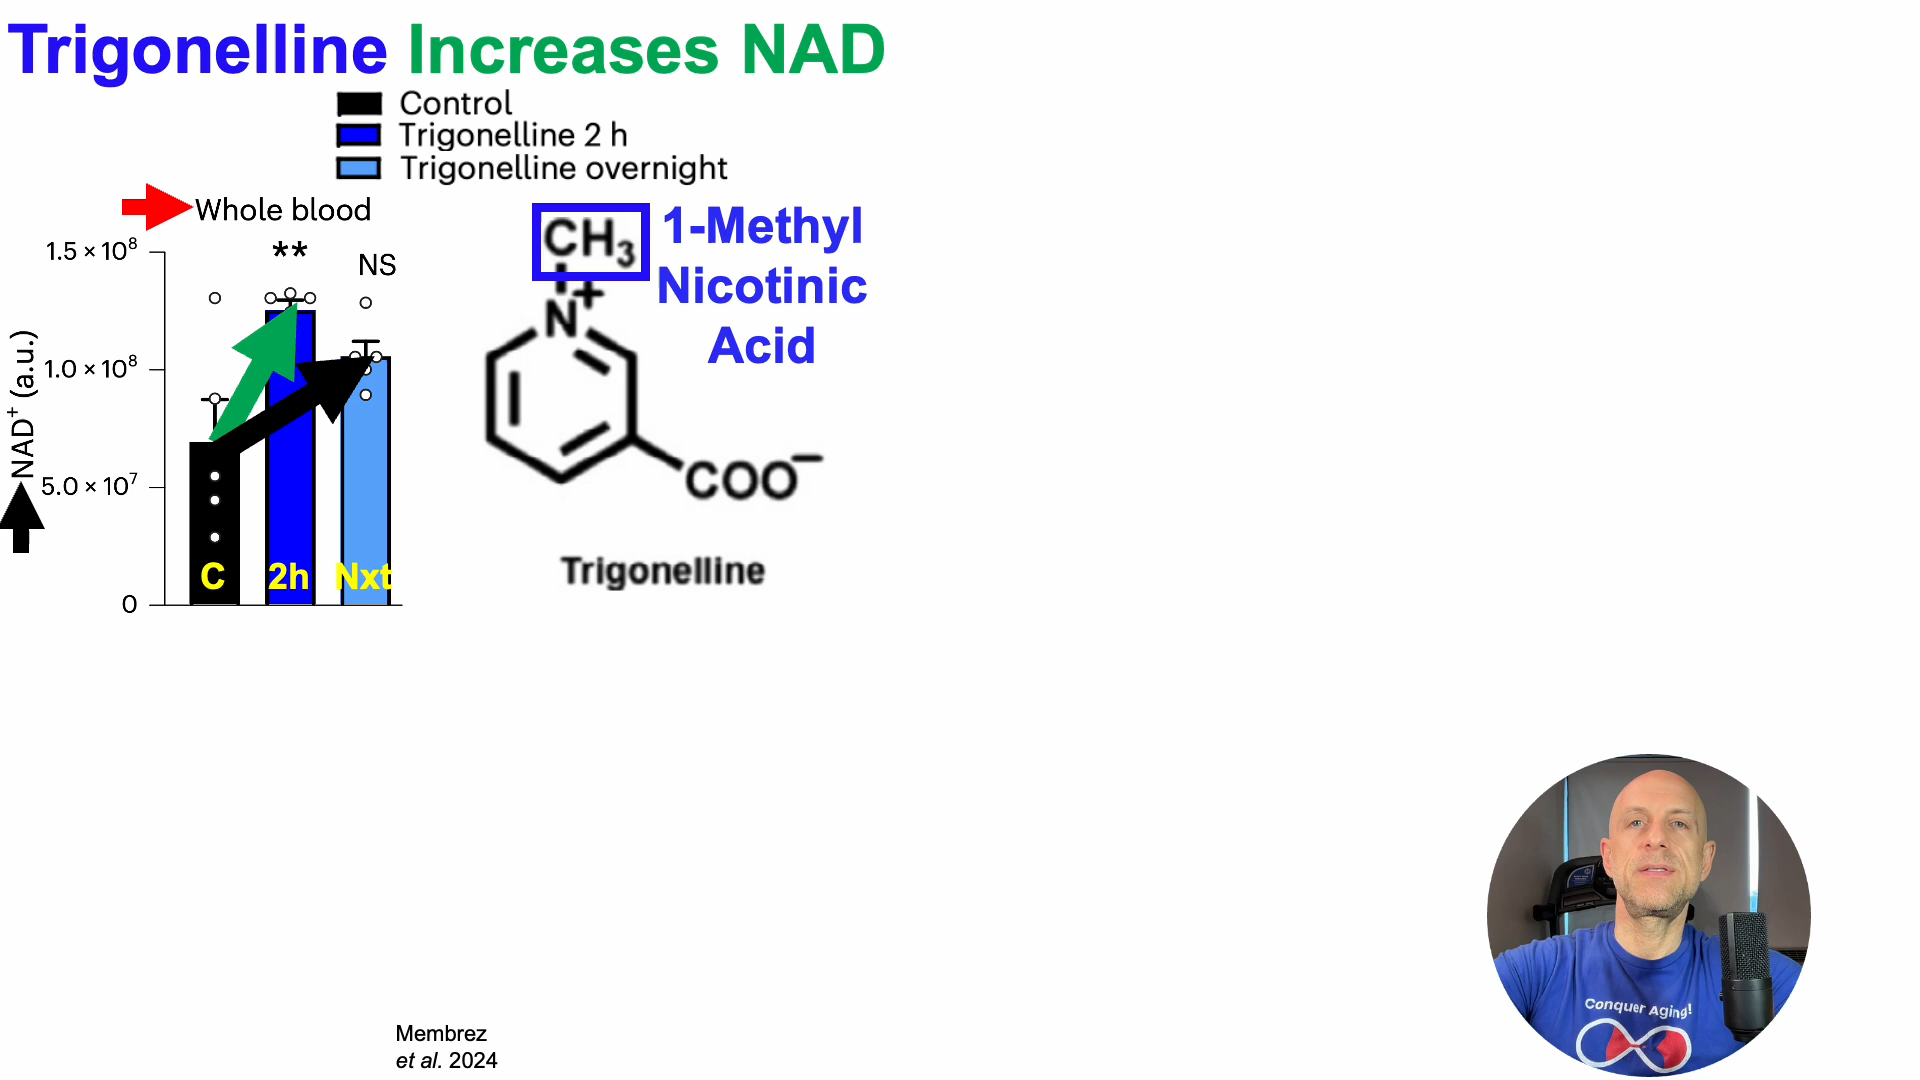 Trigonelline Increases NAD
Control
Trigonelline 2 h
Trigonelline overnight
Whole blood
**
NS
1.5 × 10⁸
1.0 × 10⁸
5.0 × 10⁷
0
NAD⁺ (a.u.)
C
2h
Nxt
CH₃
N+
COO⁻
1-Methyl
Nicotinic
Acid
Trigonelline
Membrez
et al. 2024
Conquer Aging!